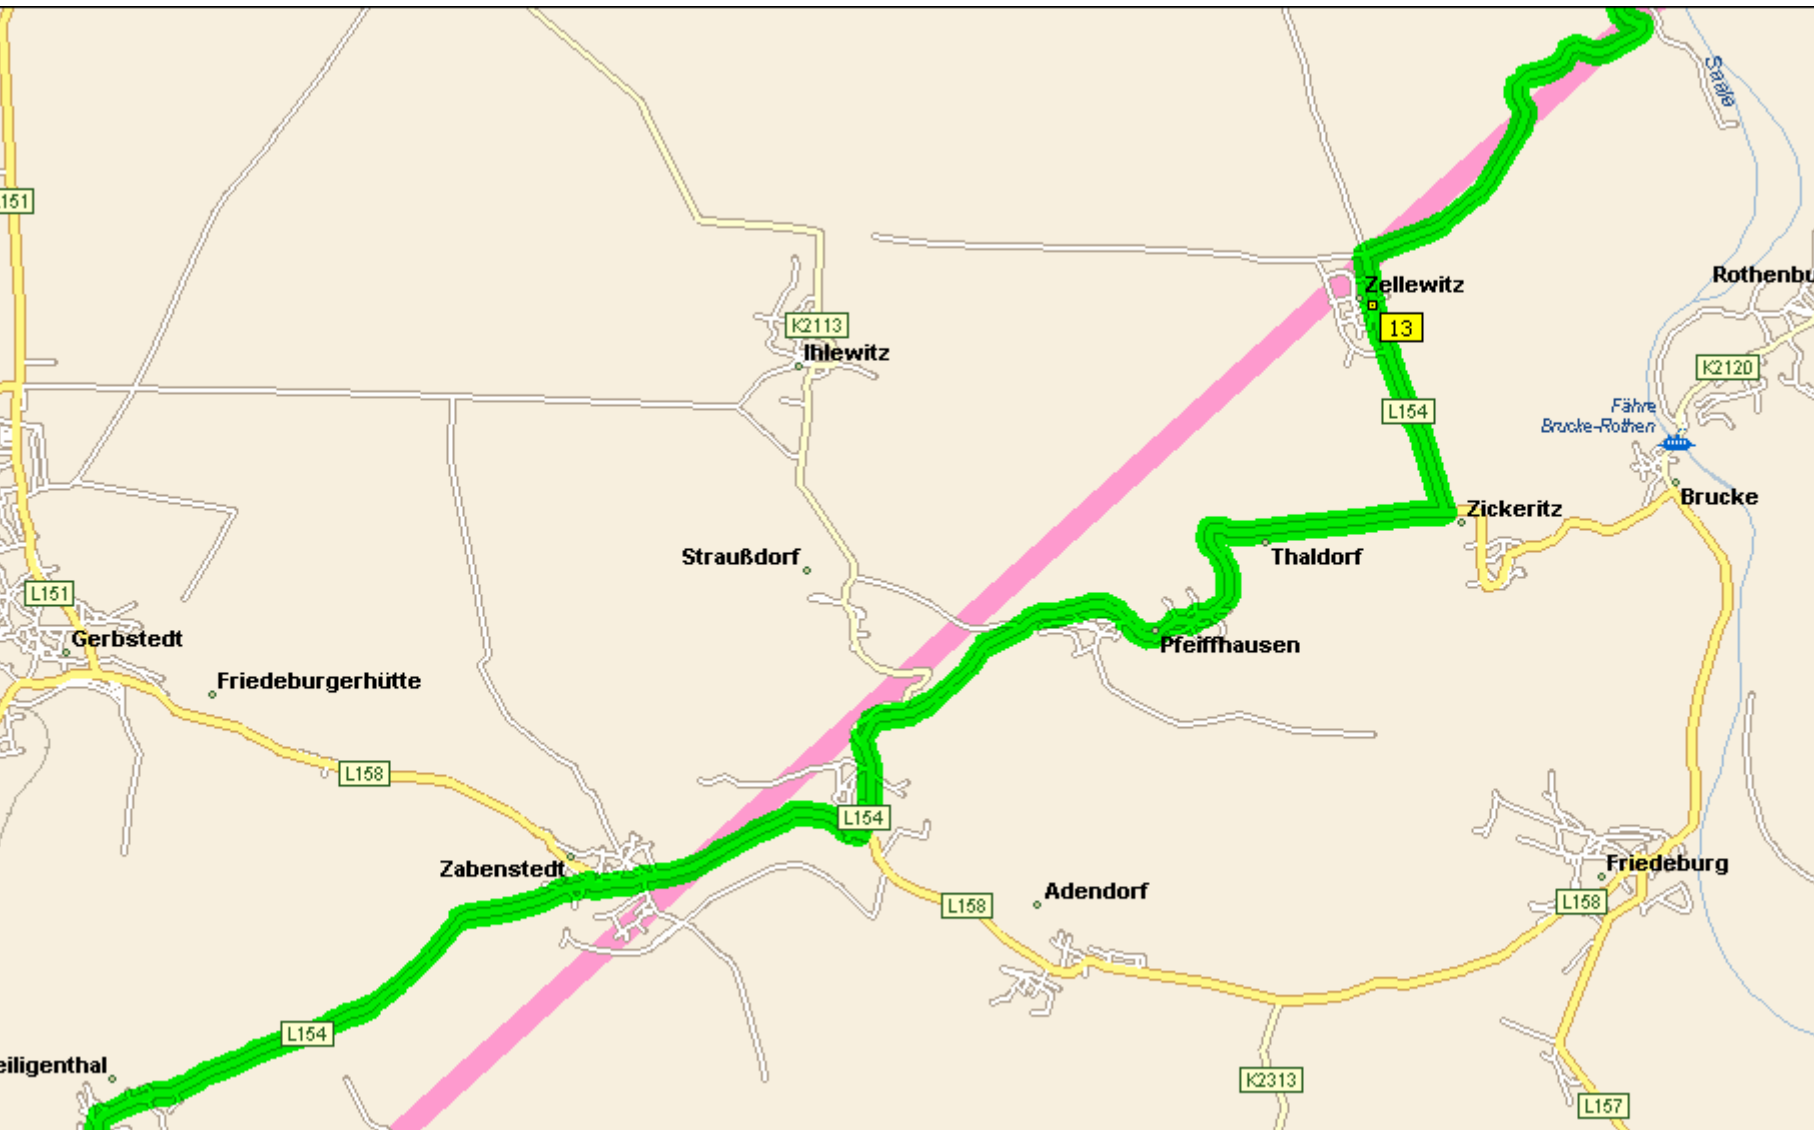 Saale
151
Rothenbu
Zellewitz
13
K2113
Ihlewitz
K2120
Fähre
Brucke-Rothen
L154
Brucke
Zickeritz
Straußdorf
Thaldorf
L151
Gerbstedt
Pfeiffhausen
Friedeburgerhütte
L158
L154
Zabenstedt
Friedeburg
Adendorf
L158
L158
L154
eiligenthal
K2313
L157